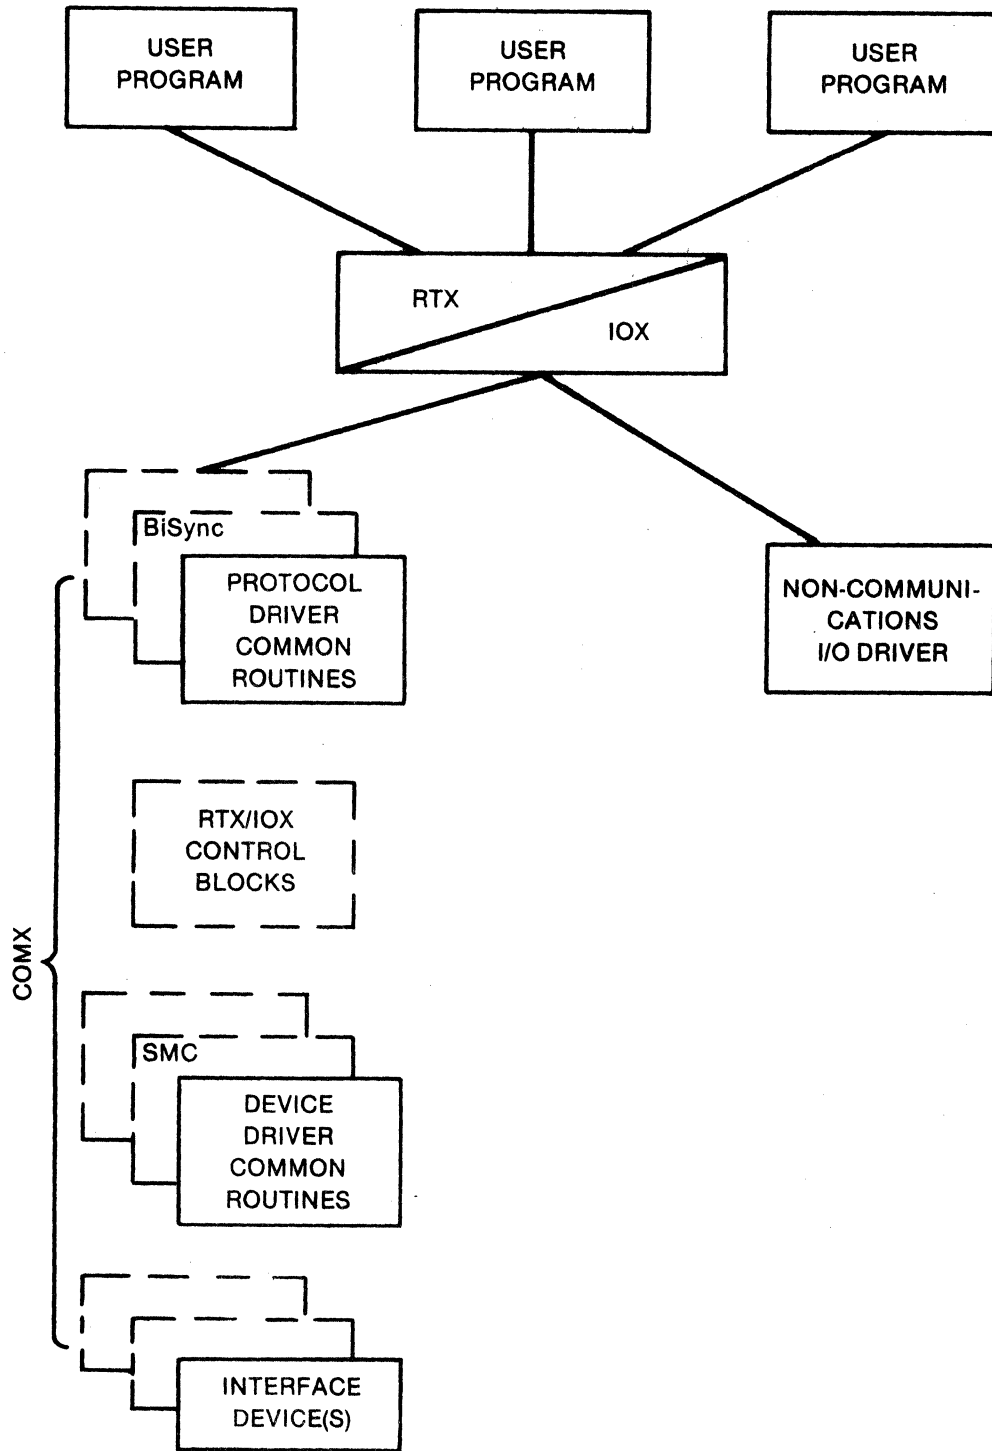 USER
PROGRAM
USER
PROGRAM
USER
PROGRAM
RTX
IOX
BiSync
PROTOCOL
DRIVER
COMMON
ROUTINES
NON-COMMUNI-
CATIONS
I/O DRIVER
RTX/IOX
CONTROL
BLOCKS
COMX
SMC
DEVICE
DRIVER
COMMON
ROUTINES
INTERFACE
DEVICE(S)